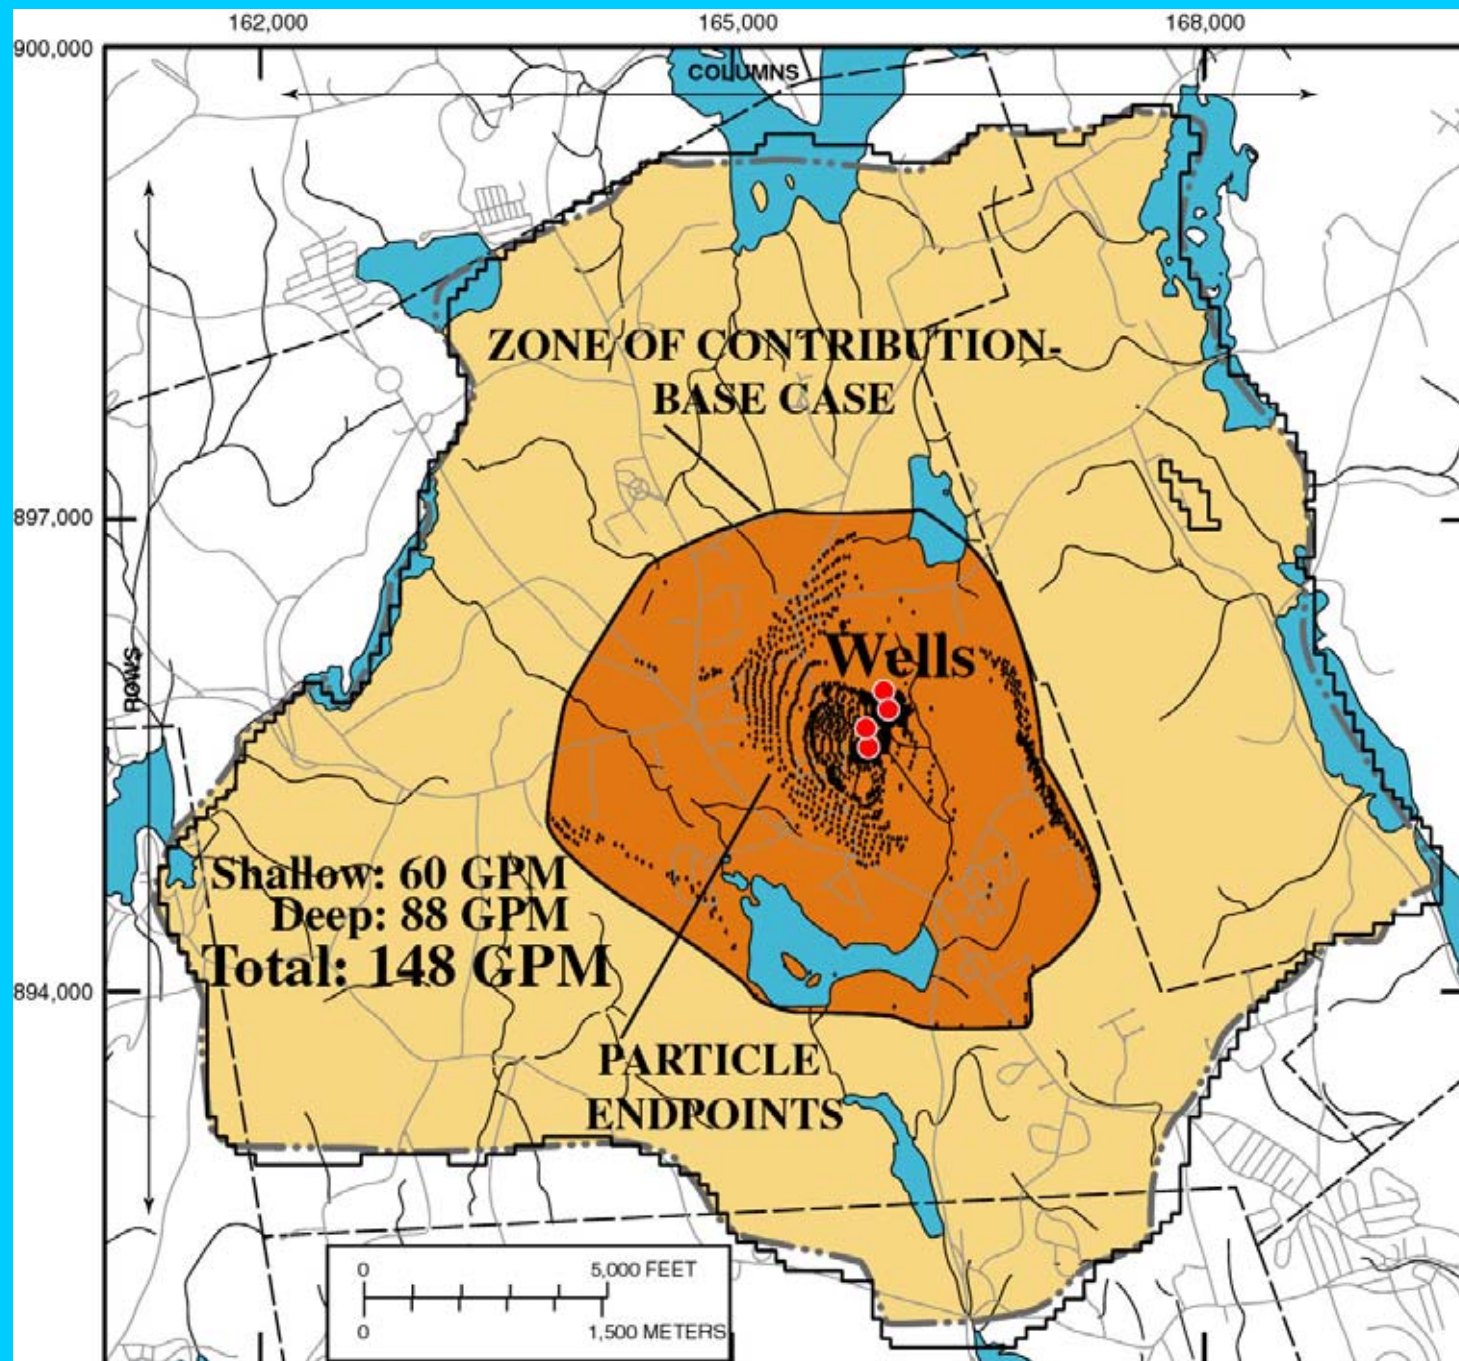 162,000 165,000 168,000
900,000
COLUMNS
ZONE OF CONTRIBUTION-
BASE CASE
897,000
Wells
ROWS
Shallow: 60 GPM
Deep: 88 GPM
Total: 148 GPM
894,000
PARTICLE
ENDPOINTS
0 5,000 FEET
0 1,500 METERS